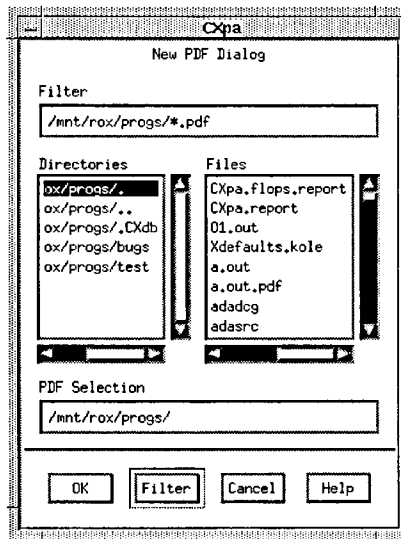 CXpa
New PDF Dialog
Filter
/mnt/rox/progs/*.pdf
Directories
Files
ox/progs/.
ox/progs/..
ox/progs/.CXdb
ox/progs/bugs
ox/progs/test
CXpa.flops.report
CXpa.report
O1.out
Xdefaults.kole
a.out
a.out.pdf
adadcg
adasrc
PDF Selection
/mnt/rox/progs/
OK
Filter
Cancel
Help